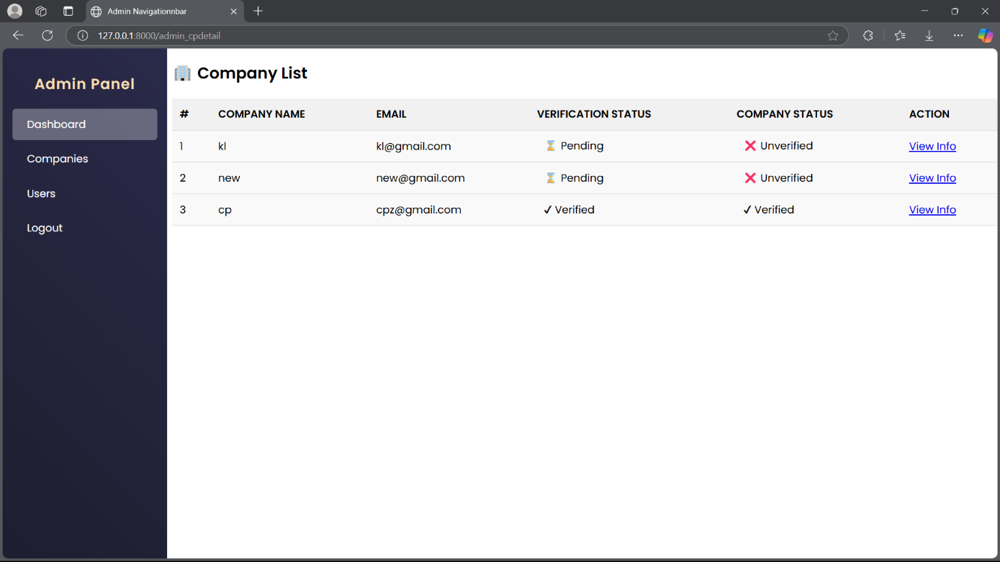 Admin Navigationnbar
127.0.0.1:8000/admin_cpdetail
Admin Panel
Dashboard
Companies
Users
Logout
🏢 Company List
# COMPANY NAME EMAIL VERIFICATION STATUS COMPANY STATUS ACTION
1 kl kl@gmail.com ⏳ Pending ❌ Unverified View Info
2 new new@gmail.com ⏳ Pending ❌ Unverified View Info
3 cp cpz@gmail.com ✔ Verified ✔ Verified View Info